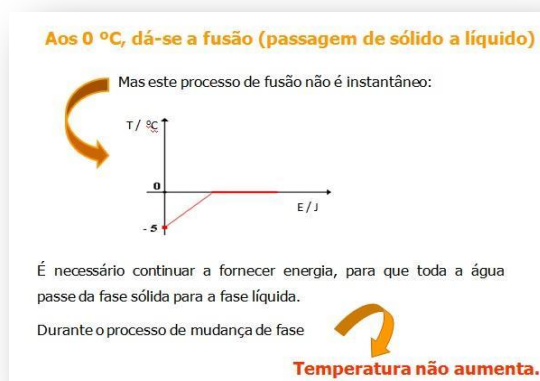 Aos 0 ºC, dá-se a fusão (passagem de sólido a líquido)
Mas este processo de fusão não é instantâneo:
T / ºC
0
E / J
- 5
É necessário continuar a fornecer energia, para que toda a água
passe da fase sólida para a fase líquida.
Durante o processo de mudança de fase
Temperatura não aumenta.